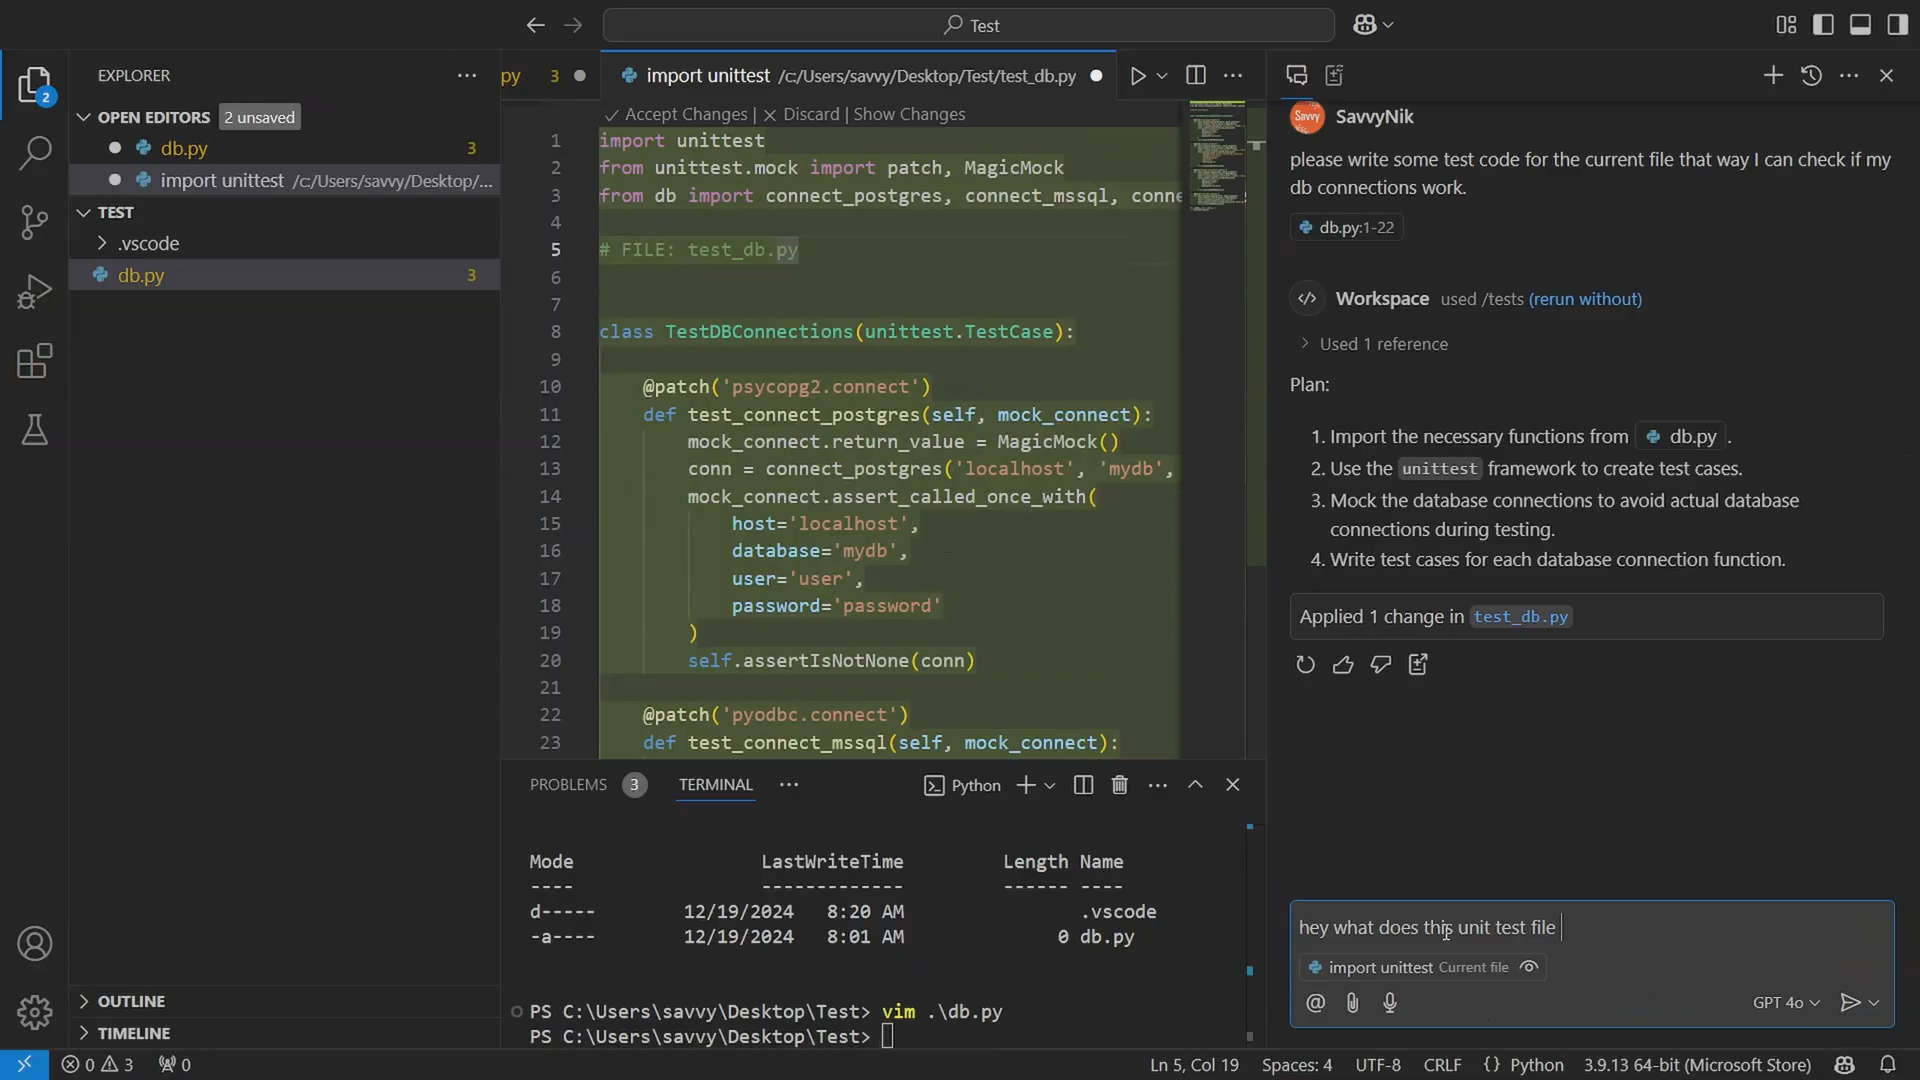 Test
EXPLORER
OPEN EDITORS 2 unsaved
db.py 3
import unittest /c:/Users/savvy/Desktop/...
TEST
.vscode
db.py 3
OUTLINE
TIMELINE
2
py 3
import unittest /c:/Users/savvy/Desktop/Test/test_db.py
Accept Changes | Discard | Show Changes
1 import unittest
2 from unittest.mock import patch, MagicMock
3 from db import connect_postgres, connect_mssql, conne
4
5 # FILE: test_db.py
6
7
8 class TestDBConnections(unittest.TestCase):
9
10 @patch('psycopg2.connect')
11 def test_connect_postgres(self, mock_connect):
12 mock_connect.return_value = MagicMock()
13 conn = connect_postgres('localhost', 'mydb',
14 mock_connect.assert_called_once_with(
15 host='localhost',
16 database='mydb',
17 user='user',
18 password='password'
19 )
20 self.assertIsNotNone(conn)
21
22 @patch('pyodbc.connect')
23 def test_connect_mssql(self, mock_connect):
PROBLEMS 3 TERMINAL Python
Mode LastWriteTime Length Name
---- ------------- ------ ----
d----- 12/19/2024 8:20 AM .vscode
-a---- 12/19/2024 8:01 AM 0 db.py
PS C:\Users\savvy\Desktop\Test> vim .\db.py
PS C:\Users\savvy\Desktop\Test>
Savvy SavvyNik
please write some test code for the current file that way I can check if my
db connections work.
db.py:1-22
Workspace used /tests (rerun without)
Used 1 reference
Plan:
1. Import the necessary functions from db.py .
2. Use the unittest framework to create test cases.
3. Mock the database connections to avoid actual database
connections during testing.
4. Write test cases for each database connection function.
Applied 1 change in test_db.py
hey what does this unit test file
import unittest Current file
@ GPT 4o
0 3 0 Ln 5, Col 19 Spaces: 4 UTF-8 CRLF {} Python 3.9.13 64-bit (Microsoft Store)